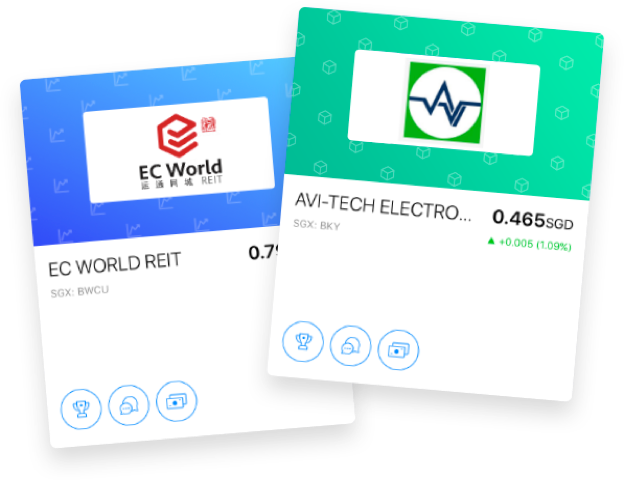 EC World
运通网城 REIT
EC WORLD REIT
0.7
SGX: BWCU
AVI-TECH ELECTRO...
0.465SGD
SGX: BKY
▲ +0.005 (1.09%)